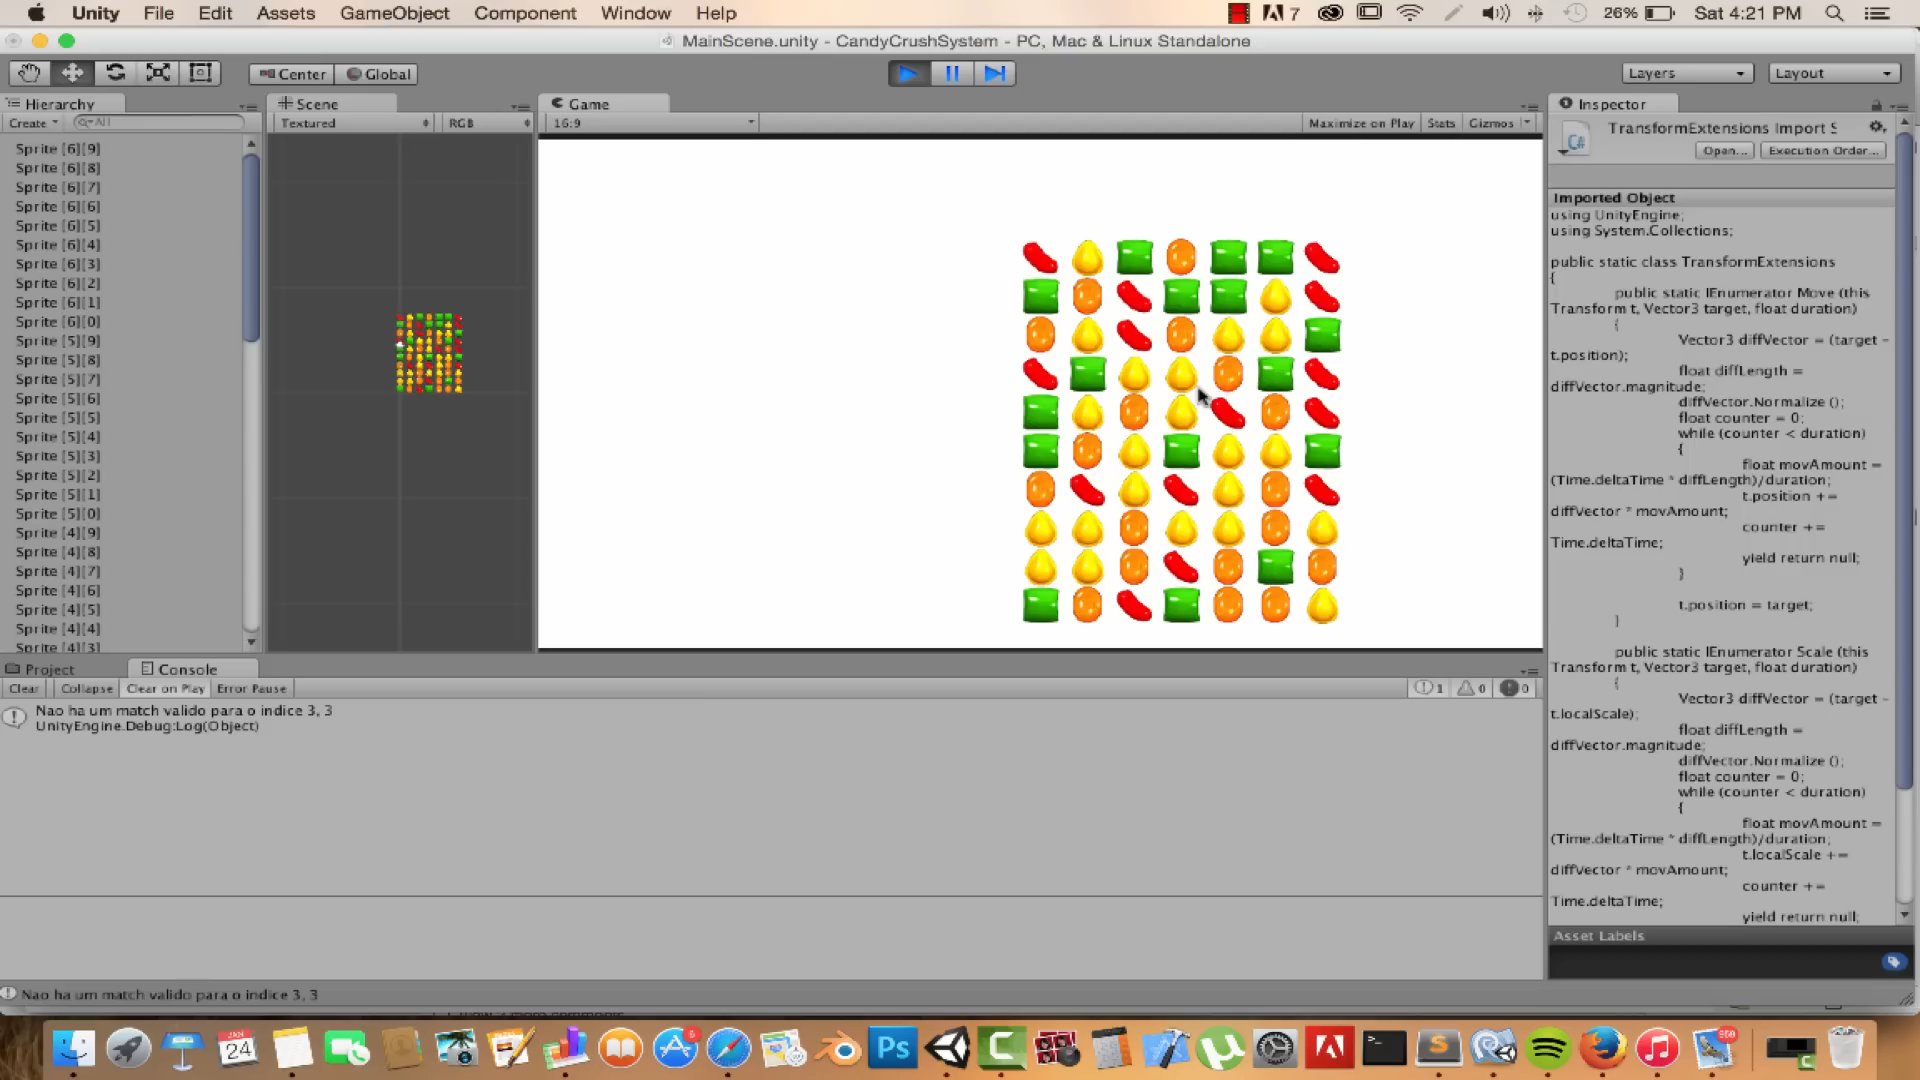 Unity File Edit Assets GameObject Component Window Help
7 26% Sat 4:21 PM
MainScene.unity - CandyCrushSystem - PC, Mac & Linux Standalone
Center Global Layers Layout
Hierarchy Scene Game Inspector
Create All Textured RGB 16:9 Maximize on Play Stats Gizmos
TransformExtensions Import S
Open... Execution Order...
Sprite [6][9]
Sprite [6][8]
Sprite [6][7]
Sprite [6][6]
Sprite [6][5]
Sprite [6][4]
Sprite [6][3]
Sprite [6][2]
Sprite [6][1]
Sprite [6][0]
Sprite [5][9]
Sprite [5][8]
Sprite [5][7]
Sprite [5][6]
Sprite [5][5]
Sprite [5][4]
Sprite [5][3]
Sprite [5][2]
Sprite [5][1]
Sprite [5][0]
Sprite [4][9]
Sprite [4][8]
Sprite [4][7]
Sprite [4][6]
Sprite [4][5]
Sprite [4][4]
Sprite [4][3]
Imported Object
using UnityEngine;
using System.Collections;
public static class TransformExtensions
{
public static IEnumerator Move (this
Transform t, Vector3 target, float duration)
{
Vector3 diffVector = (target -
t.position);
float diffLength =
diffVector.magnitude;
diffVector.Normalize ();
float counter = 0;
while (counter < duration)
{
float movAmount =
(Time.deltaTime * diffLength)/duration;
t.position +=
diffVector * movAmount;
counter +=
Time.deltaTime;
yield return null;
}
t.position = target;
}
public static IEnumerator Scale (this
Transform t, Vector3 target, float duration)
{
Vector3 diffVector = (target -
t.localScale);
float diffLength =
diffVector.magnitude;
diffVector.Normalize ();
float counter = 0;
while (counter < duration)
{
float movAmount =
(Time.deltaTime * diffLength)/duration;
t.localScale +=
diffVector * movAmount;
counter +=
Time.deltaTime;
yield return null;
Asset Labels
Project Console
Clear Collapse Clear on Play Error Pause 1 0 0
Nao ha um match valido para o indice 3, 3
UnityEngine.Debug:Log(Object)
Nao ha um match valido para o indice 3, 3
JAN
24
6
Ps